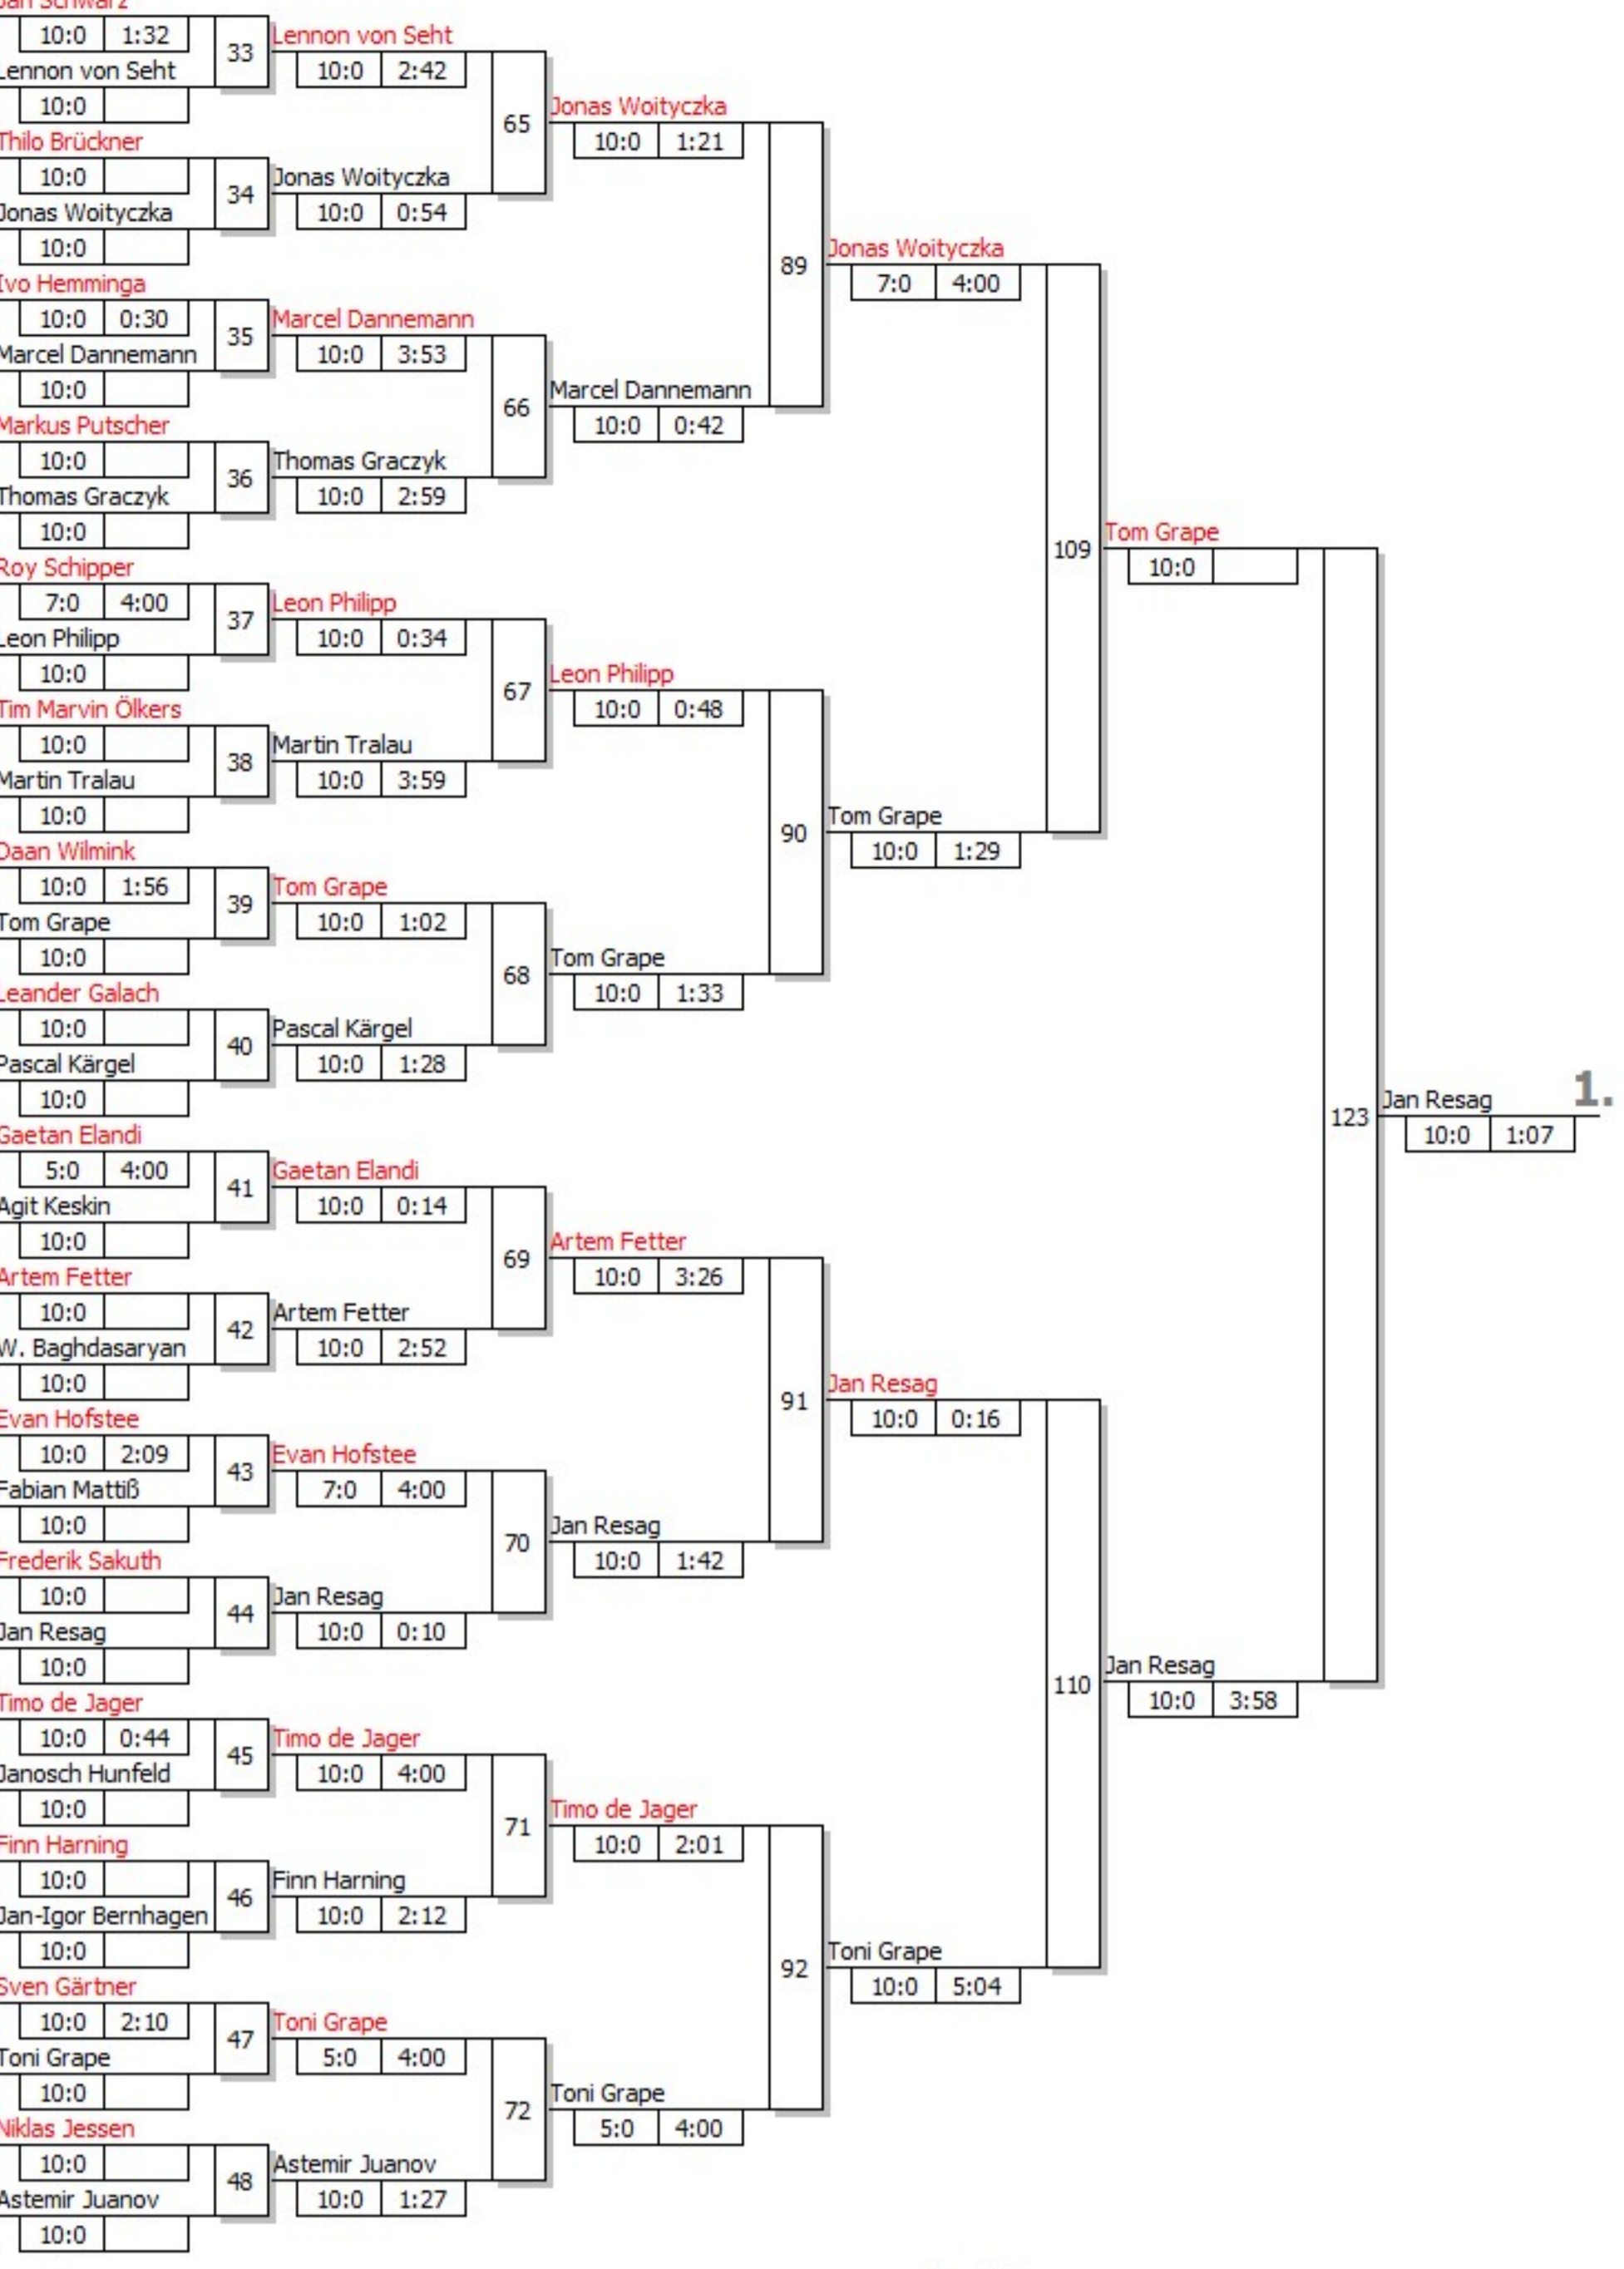 Jan Schwarz
10:0 1:32
33
Lennon von Seht
10:0
Thilo Brückner
10:0
34
Jonas Woityczka
10:0
Ivo Hemminga
10:0 0:30
35
Marcel Dannemann
10:0
Markus Putscher
10:0
36
Thomas Graczyk
10:0
Roy Schipper
7:0 4:00
37
Leon Philipp
10:0
Tim Marvin Ölkers
10:0
38
Martin Tralau
10:0
Daan Wilmink
10:0 1:56
39
Tom Grape
10:0
Leander Galach
10:0
40
Pascal Kärgel
10:0
Gaetan Elandi
5:0 4:00
41
Agit Keskin
10:0
Artem Fetter
10:0
42
W. Baghdasaryan
10:0
Evan Hofstee
10:0 2:09
43
Fabian Mattiß
10:0
Frederik Sakuth
10:0
44
Jan Resag
10:0
Timo de Jager
10:0 0:44
45
Janosch Hunfeld
10:0
Finn Harning
10:0
46
Jan-Igor Bernhagen
10:0
Sven Gärtner
10:0 2:10
47
Toni Grape
10:0
Niklas Jessen
10:0
48
Astemir Juanov
10:0
Lennon von Seht
10:0 2:42
65
Jonas Woityczka
10:0 0:54
Marcel Dannemann
10:0 3:53
66
Thomas Graczyk
10:0 2:59
Leon Philipp
10:0 0:34
67
Martin Tralau
10:0 3:59
Tom Grape
10:0 1:02
68
Pascal Kärgel
10:0 1:28
Gaetan Elandi
10:0 0:14
69
Artem Fetter
10:0 2:52
Evan Hofstee
7:0 4:00
70
Jan Resag
10:0 0:10
Timo de Jager
10:0 4:00
71
Finn Harning
10:0 2:12
Toni Grape
5:0 4:00
72
Astemir Juanov
10:0 1:27
Jonas Woityczka
10:0 1:21
89
Marcel Dannemann
10:0 0:42
Leon Philipp
10:0 0:48
90
Tom Grape
10:0 1:33
Artem Fetter
10:0 3:26
91
Jan Resag
10:0 1:42
Timo de Jager
10:0 2:01
92
Toni Grape
5:0 4:00
Jonas Woityczka
7:0 4:00
109
Tom Grape
10:0 1:29
Jan Resag
10:0 0:16
110
Toni Grape
10:0 5:04
Tom Grape
10:0
123
Jan Resag
10:0 3:58
Jan Resag 1.
10:0 1:07